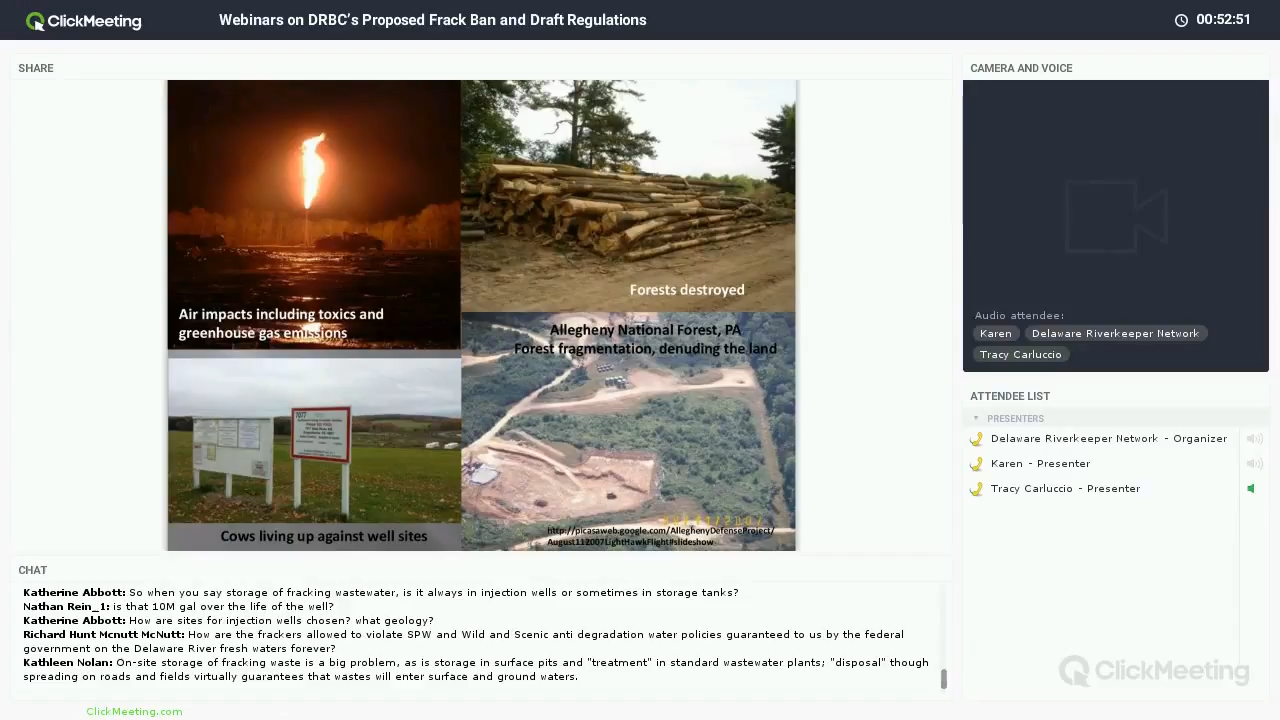 ClickMeeting
Webinars on DRBC's Proposed Frack Ban and Draft Regulations
00:52:51
SHARE
Air impacts including toxics and
greenhouse gas emissions
Forests destroyed
Allegheny National Forest, PA
Forest fragmentation, denuding the land
7077
Cows living up against well sites
http://picasaweb.google.com/AlleghenyDefenseProject/
August112007LightHawkFlight#slideshow
CHAT
Katherine Abbott: So when you say storage of fracking wastewater, is it always in injection wells or sometimes in storage tanks?
Nathan Rein_1: is that 10M gal over the life of the well?
Katherine Abbott: How are sites for injection wells chosen? what geology?
Richard Hunt Mcnutt McNutt: How are the frackers allowed to violate SPW and Wild and Scenic anti degradation water policies guaranteed to us by the federal
government on the Delaware River fresh waters forever?
Kathleen Nolan: On-site storage of fracking waste is a big problem, as is storage in surface pits and "treatment" in standard wastewater plants; "disposal" though
spreading on roads and fields virtually guarantees that wastes will enter surface and ground waters.
CAMERA AND VOICE
Audio attendee:
Karen Delaware Riverkeeper Network
Tracy Carluccio
ATTENDEE LIST
PRESENTERS
Delaware Riverkeeper Network - Organizer
Karen - Presenter
Tracy Carluccio - Presenter
ClickMeeting
ClickMeeting.com